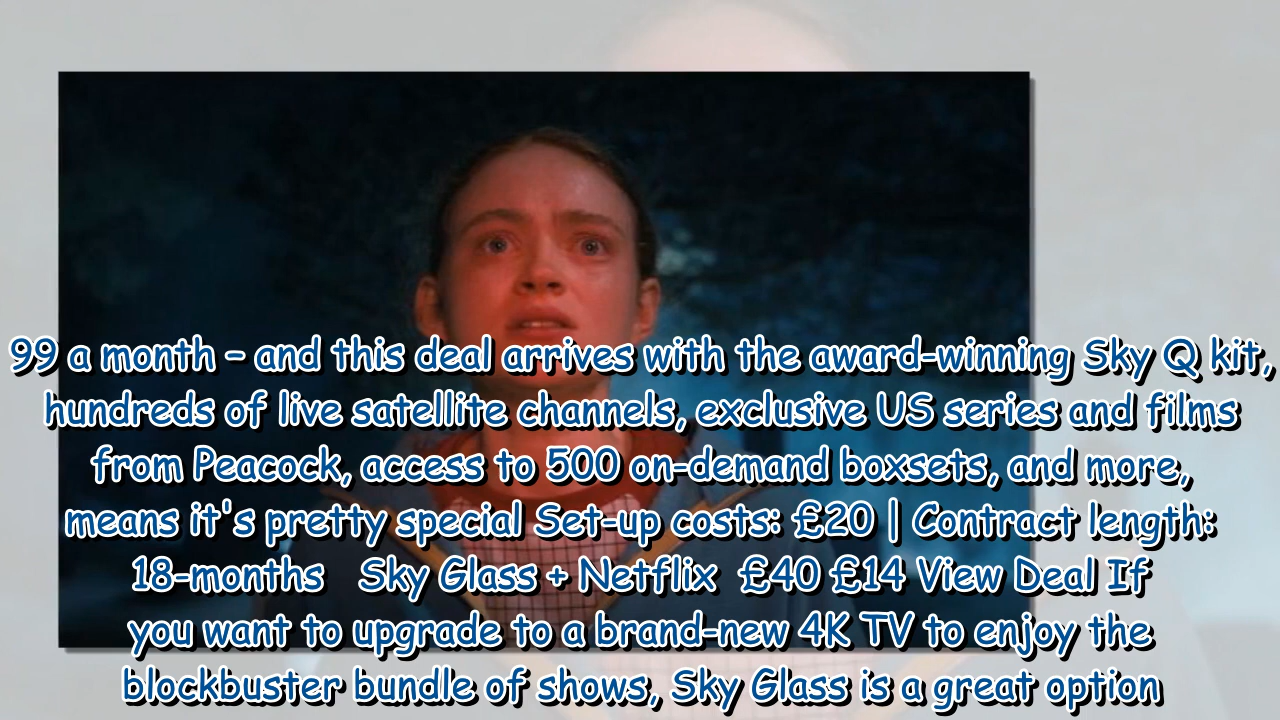 99 a month – and this deal arrives with the award-winning Sky Q kit,
hundreds of live satellite channels, exclusive US series and films
from Peacock, access to 500 on-demand boxsets, and more,
means it's pretty special Set-up costs: £20 | Contract length:
18-months Sky Glass + Netflix £40 £14 View Deal If
you want to upgrade to a brand-new 4K TV to enjoy the
blockbuster bundle of shows, Sky Glass is a great option